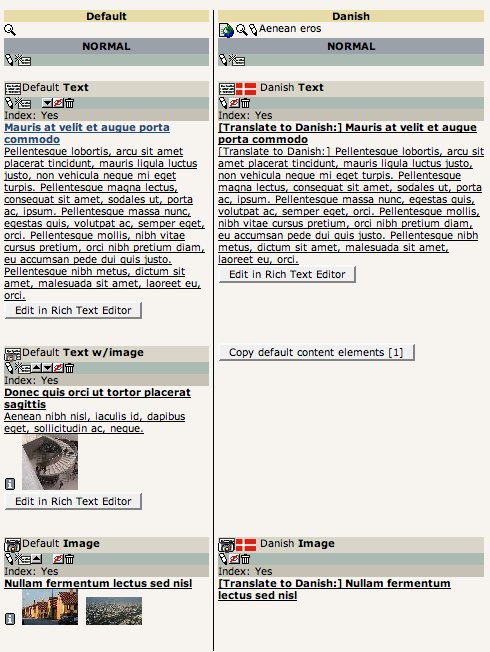 Default
NORMAL
Default Text
Index: Yes
Mauris at velit et augue porta
commodo
Pellentesque lobortis, arcu sit amet
placerat tincidunt, mauris ligula luctus
justo, non vehicula neque mi eget
turpis. Pellentesque magna lectus,
consequat sit amet, sodales ut, porta
ac, ipsum. Pellentesque massa nunc,
egestas quis, volutpat ac, semper eget,
orci. Pellentesque mollis, nibh vitae
cursus pretium, orci nibh pretium diam,
eu accumsan pede dui quis justo.
Pellentesque nibh metus, dictum sit
amet, malesuada sit amet, laoreet eu,
orci.
Edit in Rich Text Editor
Default Text w/image
Index: Yes
Donec quis orci ut tortor placerat
sagittis
Aenean nibh nisl, iaculis id, dapibus
eget, sollicitudin ac, neque.
Edit in Rich Text Editor
Default Image
Index: Yes
Nullam fermentum lectus sed nisl
Danish
Aenean eros
NORMAL
Danish Text
Index: Yes
[Translate to Danish:] Mauris at velit et augue
porta commodo
[Translate to Danish:] Pellentesque lobortis, arcu sit
amet placerat tincidunt, mauris ligula luctus justo,
non vehicula neque mi eget turpis. Pellentesque
magna lectus, consequat sit amet, sodales ut, porta
ac, ipsum. Pellentesque massa nunc, egestas quis,
volutpat ac, semper eget, orci. Pellentesque mollis,
nibh vitae cursus pretium, orci nibh pretium diam,
eu accumsan pede dui quis justo. Pellentesque nibh
metus, dictum sit amet, malesuada sit amet,
laoreet eu, orci.
Edit in Rich Text Editor
Copy default content elements [1]
Danish Image
Index: Yes
[Translate to Danish:] Nullam fermentum
lectus sed nisl